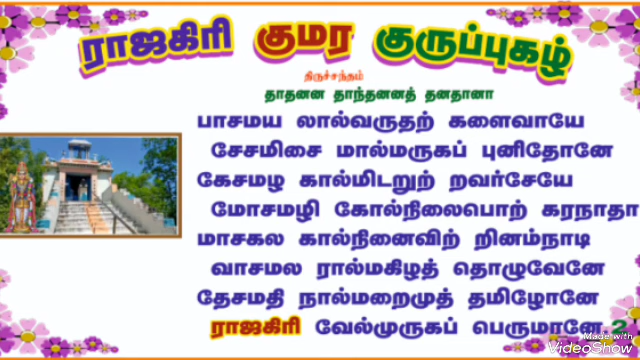 ராஜகிரி குமர குருப்புகழ்
திருச்சந்தம்
தாதனன தாந்தனனத் தனதானா
பாசமய லால்வருதற் களைவாயே
சேசமிசை மால்மருகப் புனிதோனே
கேசமழ கால்மிடறுற் றவர்சேயே
மோசமழி கோல்நிலைபொற் கரநாதா
மாசகல கால்நினைவிற் றினம்நாடி
வாசமல ரால்மகிழத் தொழுவேனே
தேசமதி நால்மறைமுத் தமிழோனே
ராஜகிரி வேல்முருகப் பெருமானே. 2
Made with
VideoShow